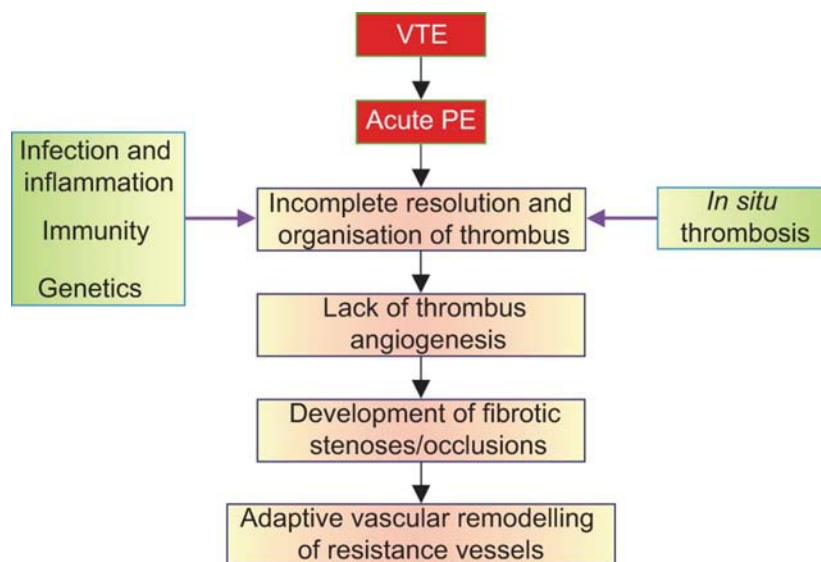 VTE
Acute PE
Infection and
inflammation
Immunity
Genetics
Incomplete resolution and
organisation of thrombus
In situ
thrombosis
Lack of thrombus
angiogenesis
Development of fibrotic
stenoses/occlusions
Adaptive vascular remodelling
of resistance vessels